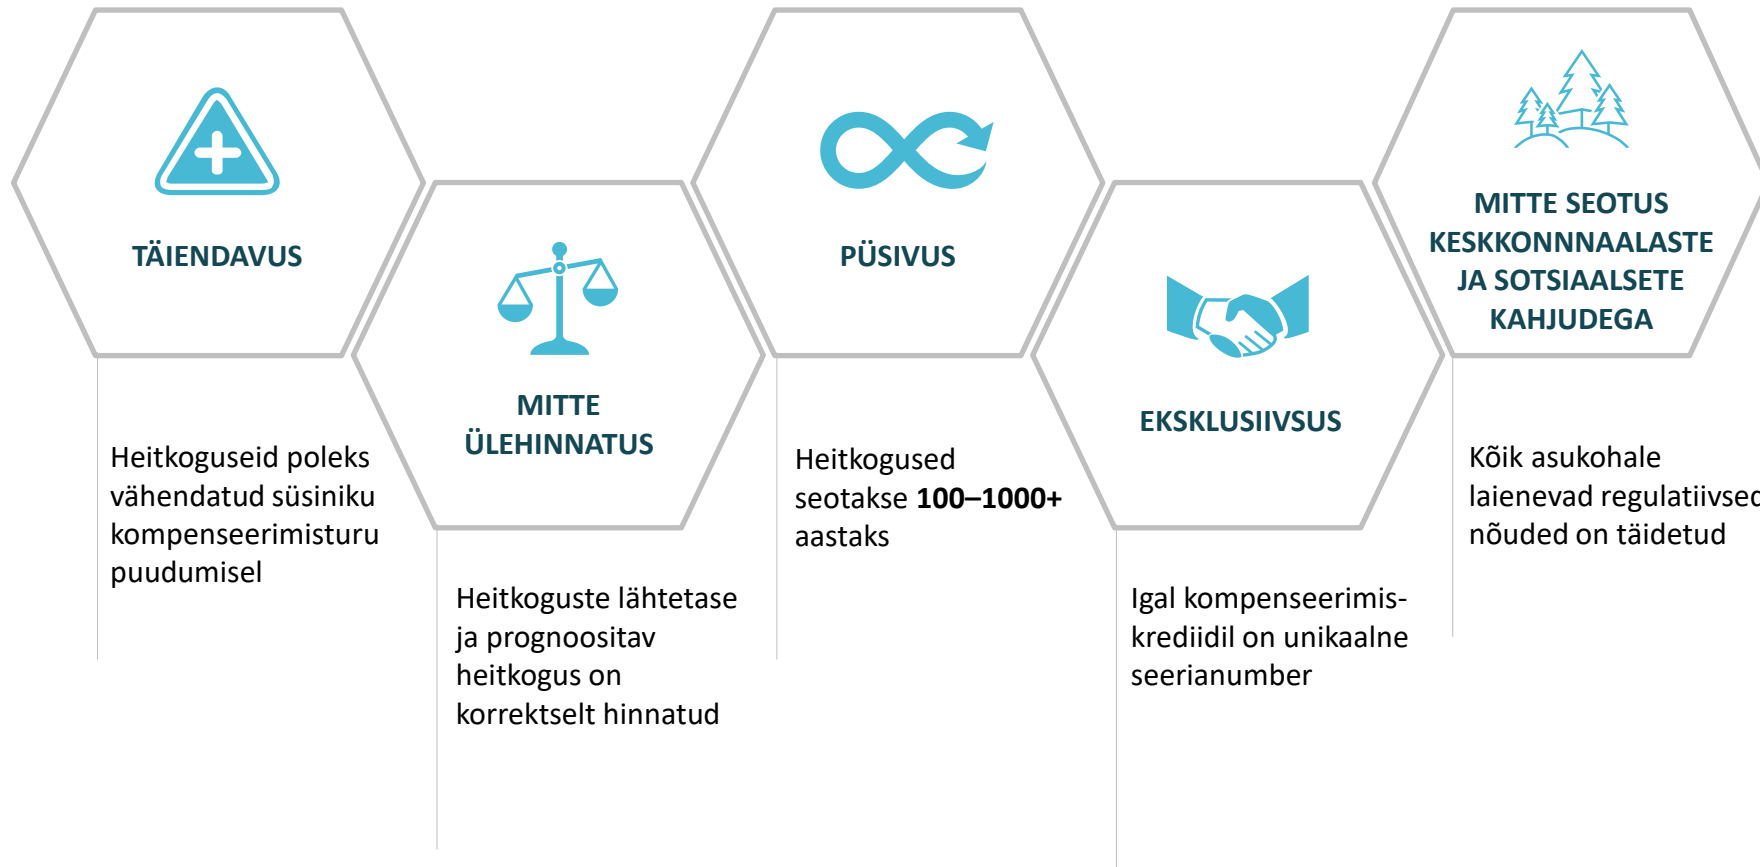 TÄIENDAVUS
Heitkoguseid poleks
vähendatud süsiniku
kompenseerimisturu
puudumisel
MITTE
ÜLEHINNATUS
Heitkoguste lähtetase
ja prognoositav
heitkogus on
korrektselt hinnatud
PÜSIVUS
Heitkogused
seotakse 100–1000+
aastaks
EKSKLUSIIVSUS
Igal kompenseerimis-
krediidil on unikaalne
seerianumber
MITTE SEOTUS
KESKKONNNAALASTE
JA SOTSIAALSETE
KAHJUDEGA
Kõik asukohale
laienevad regulatiivsed
nõuded on täidetud